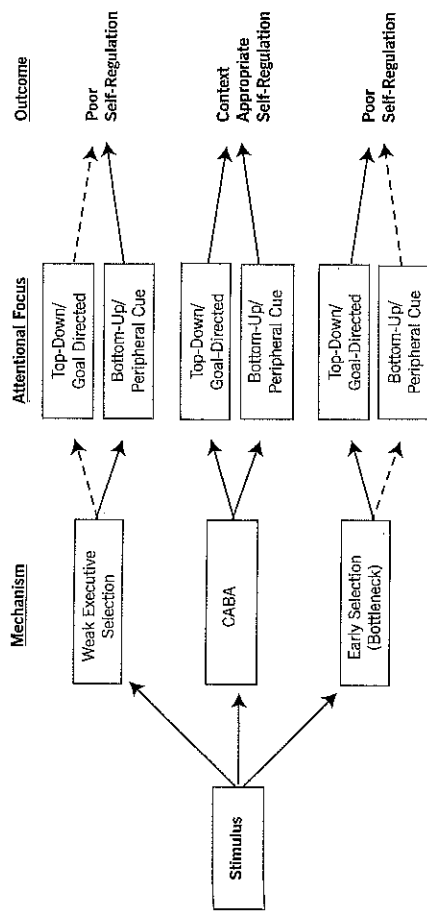 Mechanism
Attentional Focus
Outcome
Stimulus
Weak Executive
Selection
Top-Down/
Goal Directed
Bottom-Up/
Peripheral Cue
Poor
Self-Regulation
CABA
Top-Down/
Goal-Directed
Bottom-Up/
Peripheral Cue
Context
Appropriate
Self-Regulation
Early Selection
(Bottleneck)
Top-Down/
Goal-Directed
Bottom-Up/
Peripheral Cue
Poor
Self-Regulation